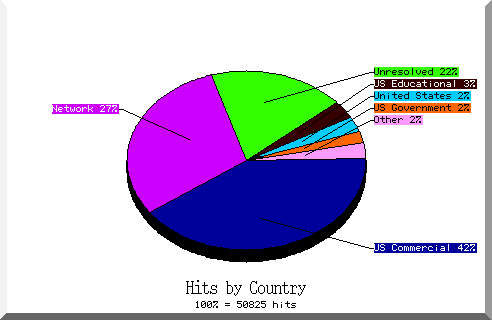 Unresolved 22%
US Educational 3%
United States 2%
US Government 2%
Other 2%
Network 27%
US Commercial 42%
Hits by Country
100% = 50825 hits